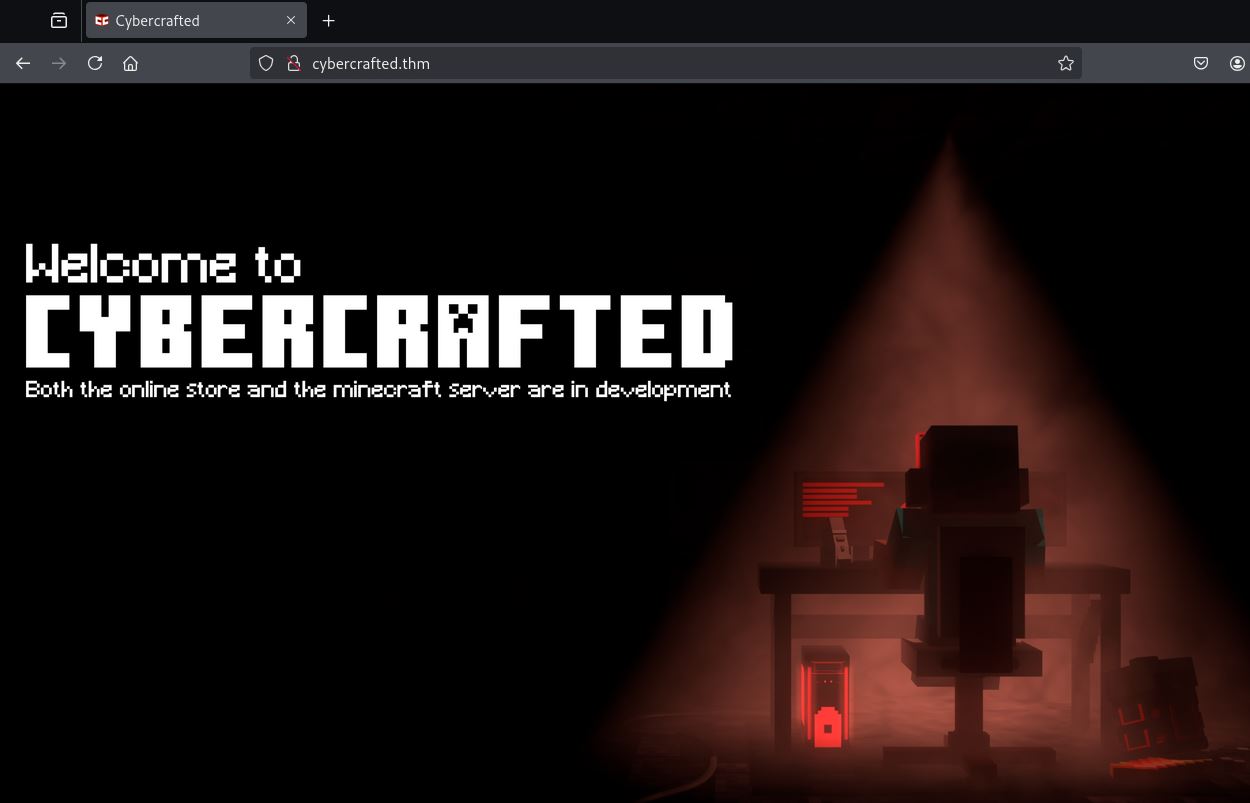 Cybercrafted
cybercrafted.thm
Welcome to
CYBERCRAFTED
Both the online store and the minecraft server are in development